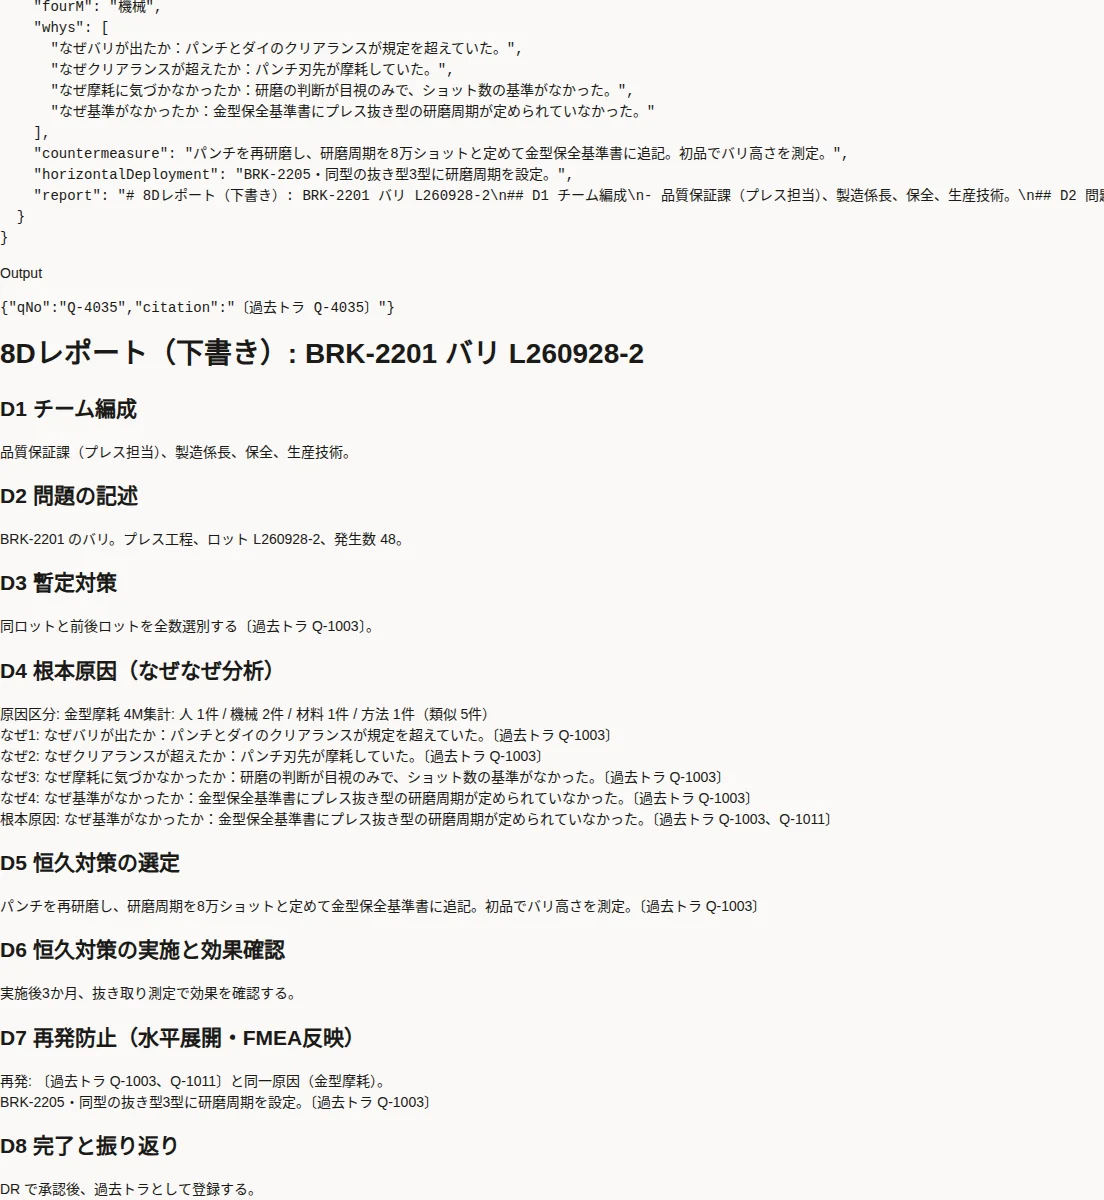 "fourM": "機械",
"whys": [
"なぜバリが出たか：パンチとダイのクリアランスが規定を超えていた。",
"なぜクリアランスが超えたか：パンチ刃先が摩耗していた。",
"なぜ摩耗に気づかなかったか：研磨の判断が目視のみで、ショット数の基準がなかった。",
"なぜ基準がなかったか：金型保全基準書にプレス抜き型の研磨周期が定められていなかった。"
],
"countermeasure": "パンチを再研磨し、研磨周期を8万ショットと定めて金型保全基準書に追記。初品でバリ高さを測定。",
"horizontalDeployment": "BRK-2205・同型の抜き型3型に研磨周期を設定。",
"report": "# 8Dレポート（下書き）: BRK-2201 バリ L260928-2\n## D1 チーム編成\n- 品質保証課（プレス担当）、製造係長、保全、生産技術。\n## D2 問題
}
}
Output
{"qNo":"Q-4035","citation":"〔過去トラ Q-4035〕"}
8Dレポート（下書き）: BRK-2201 バリ L260928-2
D1 チーム編成
品質保証課（プレス担当）、製造係長、保全、生産技術。
D2 問題の記述
BRK-2201 のバリ。プレス工程、ロット L260928-2、発生数 48。
D3 暫定対策
同ロットと前後ロットを全数選別する〔過去トラ Q-1003〕。
D4 根本原因（なぜなぜ分析）
原因区分: 金型摩耗 4M集計: 人 1件 / 機械 2件 / 材料 1件 / 方法 1件（類似 5件）
なぜ1: なぜバリが出たか：パンチとダイのクリアランスが規定を超えていた。〔過去トラ Q-1003〕
なぜ2: なぜクリアランスが超えたか：パンチ刃先が摩耗していた。〔過去トラ Q-1003〕
なぜ3: なぜ摩耗に気づかなかったか：研磨の判断が目視のみで、ショット数の基準がなかった。〔過去トラ Q-1003〕
なぜ4: なぜ基準がなかったか：金型保全基準書にプレス抜き型の研磨周期が定められていなかった。〔過去トラ Q-1003〕
根本原因: なぜ基準がなかったか：金型保全基準書にプレス抜き型の研磨周期が定められていなかった。〔過去トラ Q-1003、Q-1011〕
D5 恒久対策の選定
パンチを再研磨し、研磨周期を8万ショットと定めて金型保全基準書に追記。初品でバリ高さを測定。〔過去トラ Q-1003〕
D6 恒久対策の実施と効果確認
実施後3か月、抜き取り測定で効果を確認する。
D7 再発防止（水平展開・FMEA反映）
再発: 〔過去トラ Q-1003、Q-1011〕と同一原因（金型摩耗）。
BRK-2205・同型の抜き型3型に研磨周期を設定。〔過去トラ Q-1003〕
D8 完了と振り返り
DR で承認後、過去トラとして登録する。